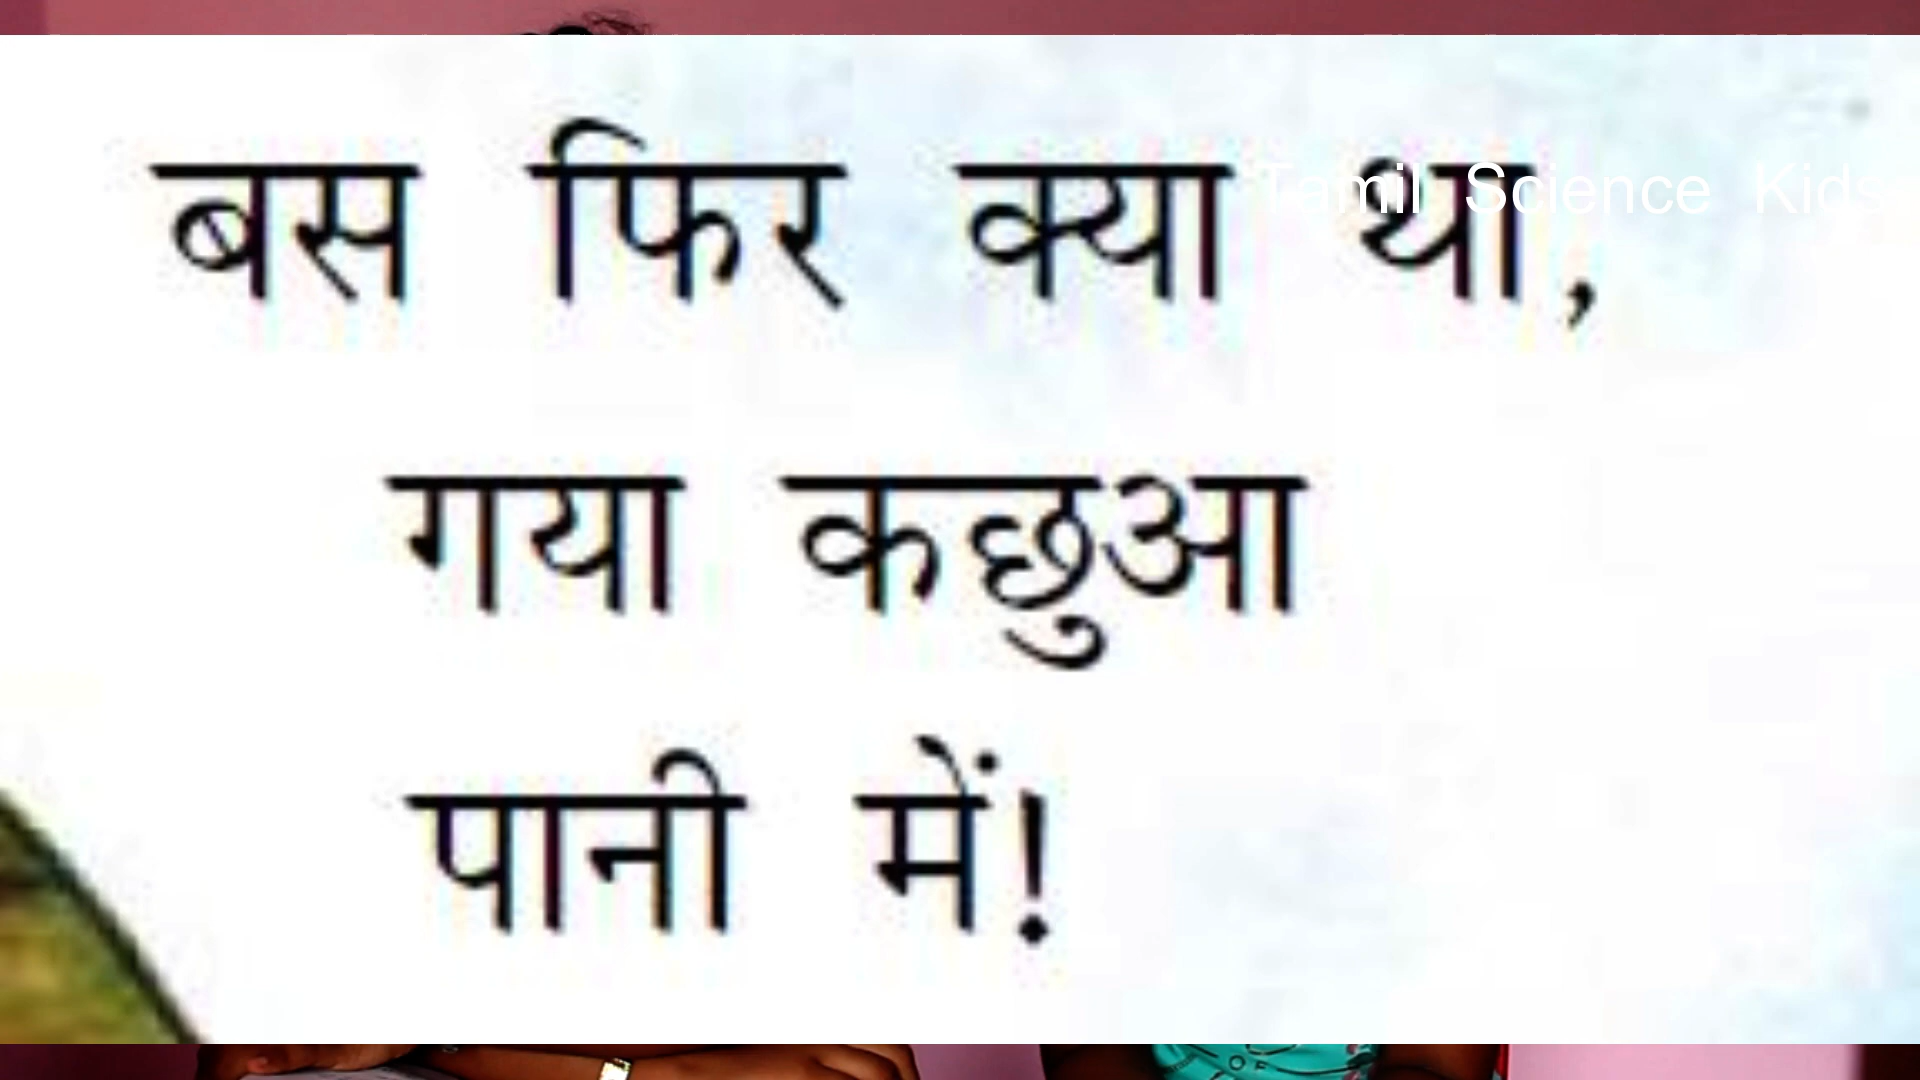 बस फिर क्या था,
Tamil Science Kids
गया कछुआ
पानी में!